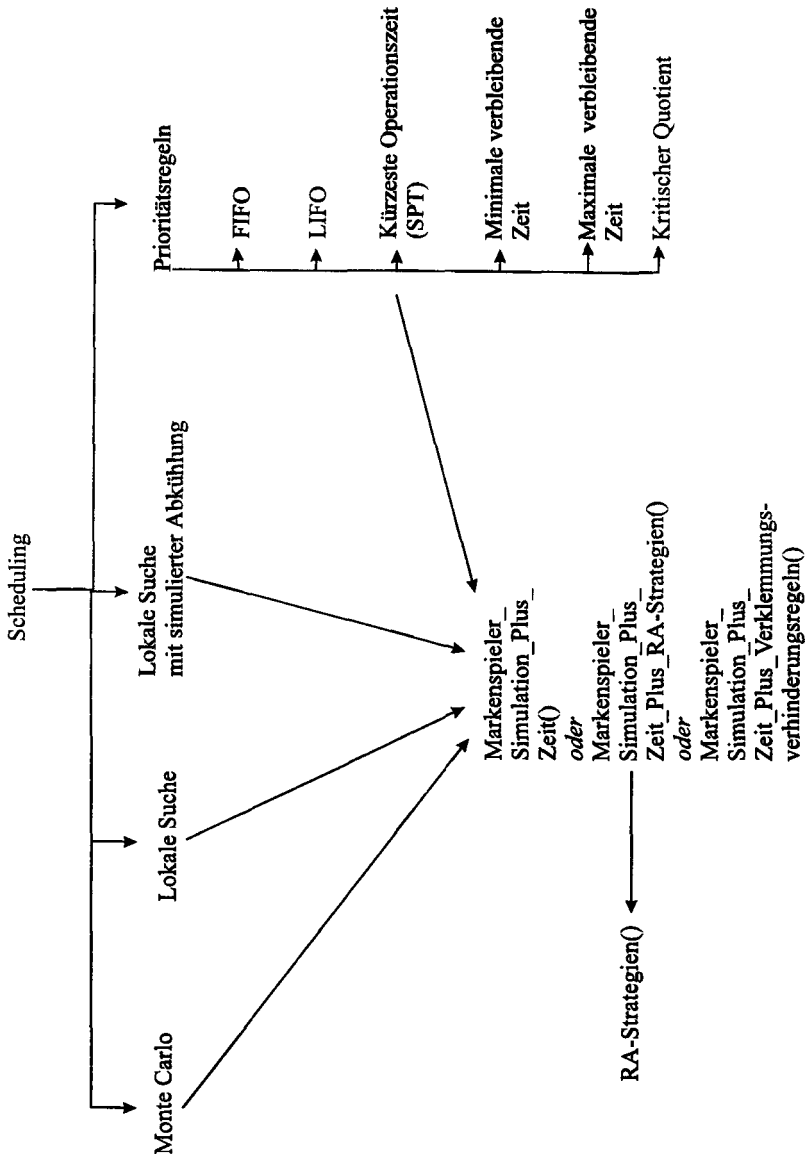 Scheduling
Monte Carlo
Lokale Suche
Lokale Suche
mit simulierter Abkühlung
Prioritätsregeln
FIFO
LIFO
Kürzeste Operationszeit
(SPT)
Minimale verbleibende
Zeit
Maximale verbleibende
Zeit
Kritischer Quotient
Markenspieler_
Simulation_Plus_
Zeit()
oder
Markenspieler_
Simulation_Plus_
Zeit_Plus_RA-Strategien()
oder
Markenspieler_
Simulation_Plus_
Zeit_Plus_Verklemmungs-
verhinderungsregeln()
RA-Strategien()